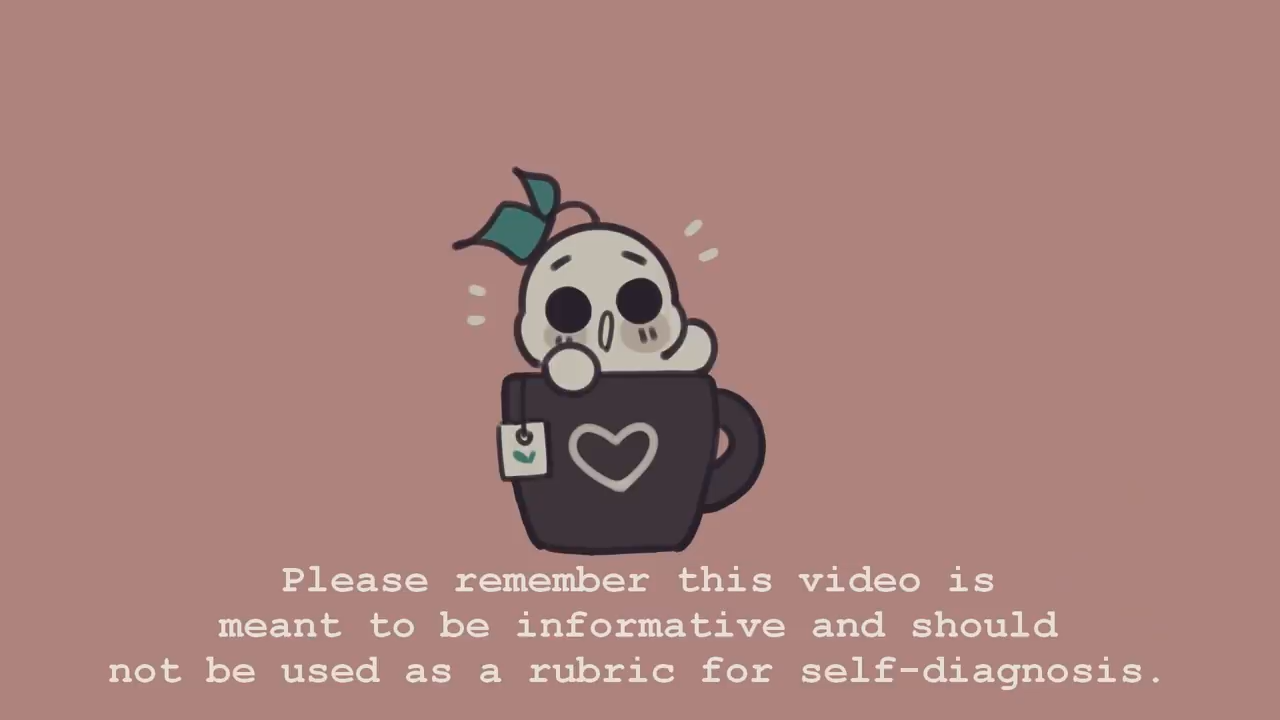 Please remember this video is
meant to be informative and should
not be used as a rubric for self-diagnosis.